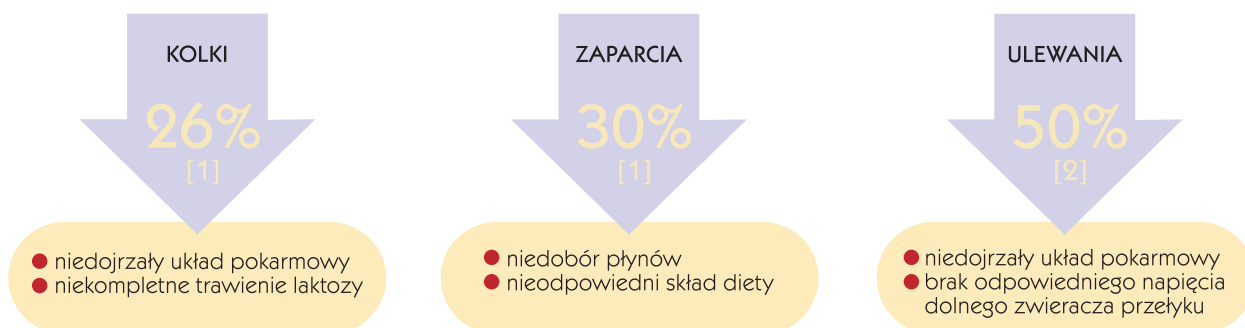 KOLKI
26%
[1]
niedojrzały układ pokarmowy
niekompletne trawienie laktozy
ZAPARCIA
30%
[1]
niedobór płynów
nieodpowiedni skład diety
ULEWANIA
50%
[2]
niedojrzały układ pokarmowy
brak odpowiedniego napięcia
dolnego zwieracza przełyku